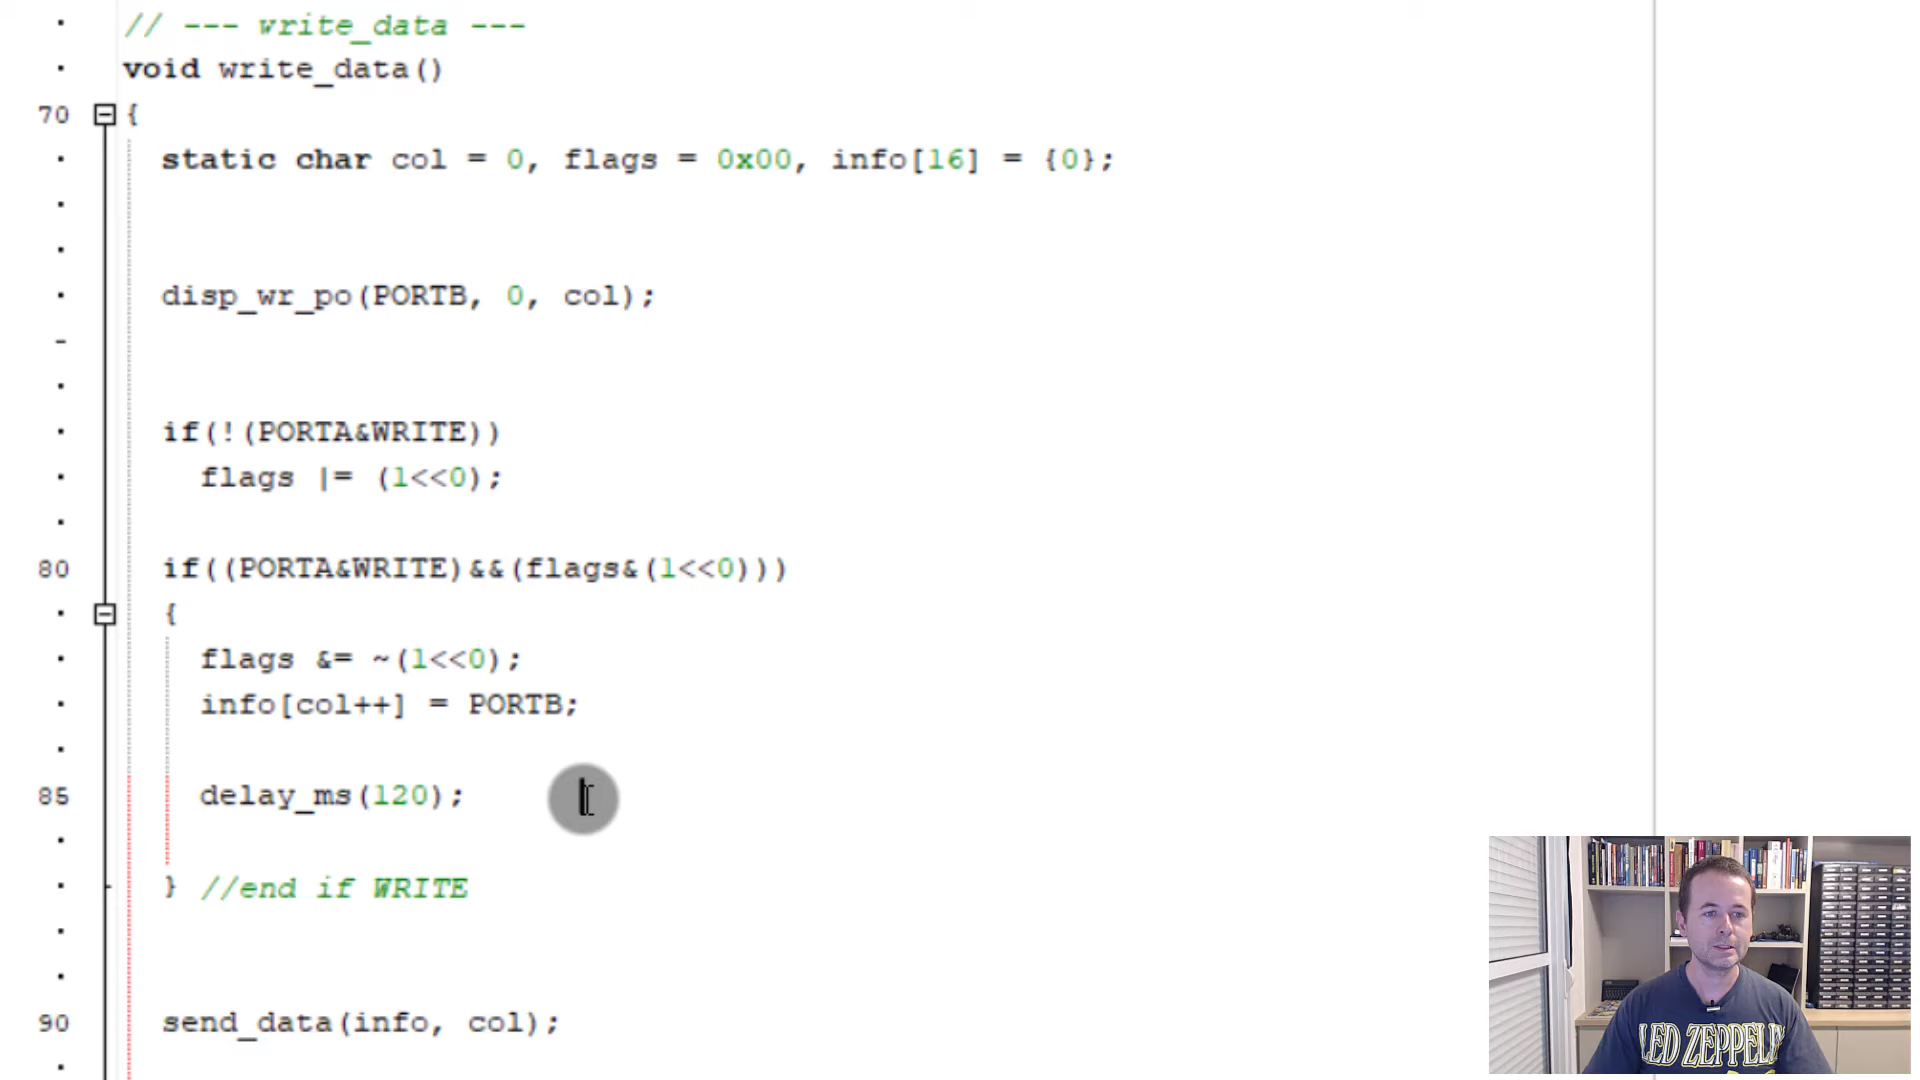 // --- write_data ---
void write_data()
70 {
static char col = 0, flags = 0x00, info[16] = {0};
disp_wr_po(PORTB, 0, col);
if(!(PORTA&WRITE))
flags |= (1<<0);
80 if((PORTA&WRITE)&&(flags&(1<<0)))
{
flags &= ~(1<<0);
info[col++] = PORTB;
85 delay_ms(120);
} //end if WRITE
90 send_data(info, col);
LED ZEPPELIN